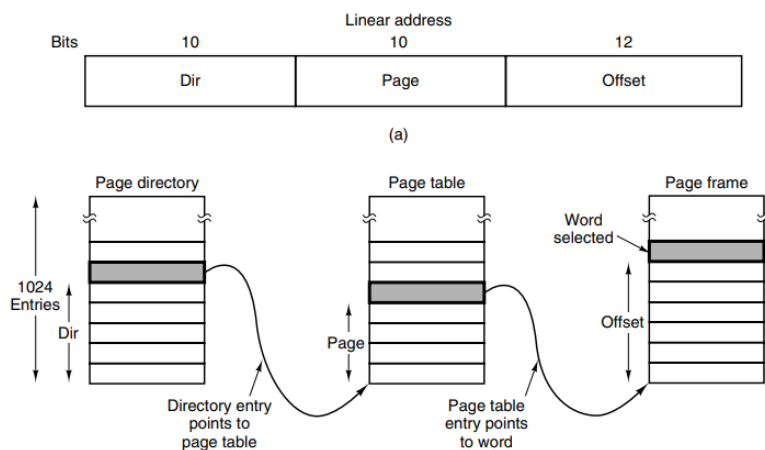 Linear address
Bits 10 10 12
Dir Page Offset
(a)
Page directory Page table Page frame
Word
selected
1024
Entries
Dir
Page
Offset
Directory entry
points to
page table
Page table
entry points
to word